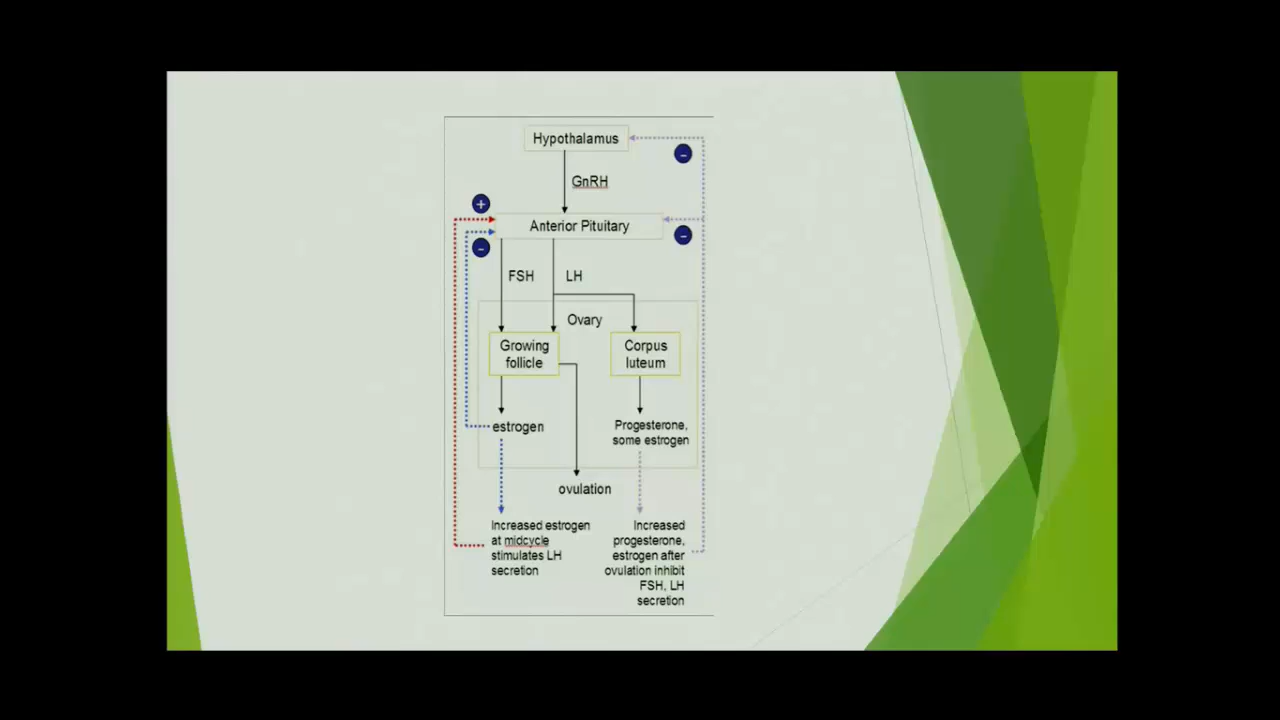 Hypothalamus
-
GnRH
+
Anterior Pituitary
-
-
FSH
LH
Ovary
Growing
follicle
Corpus
luteum
estrogen
Progesterone,
some estrogen
ovulation
Increased estrogen
at midcycle
stimulates LH
secretion
Increased
progesterone,
estrogen after
ovulation inhibit
FSH, LH
secretion